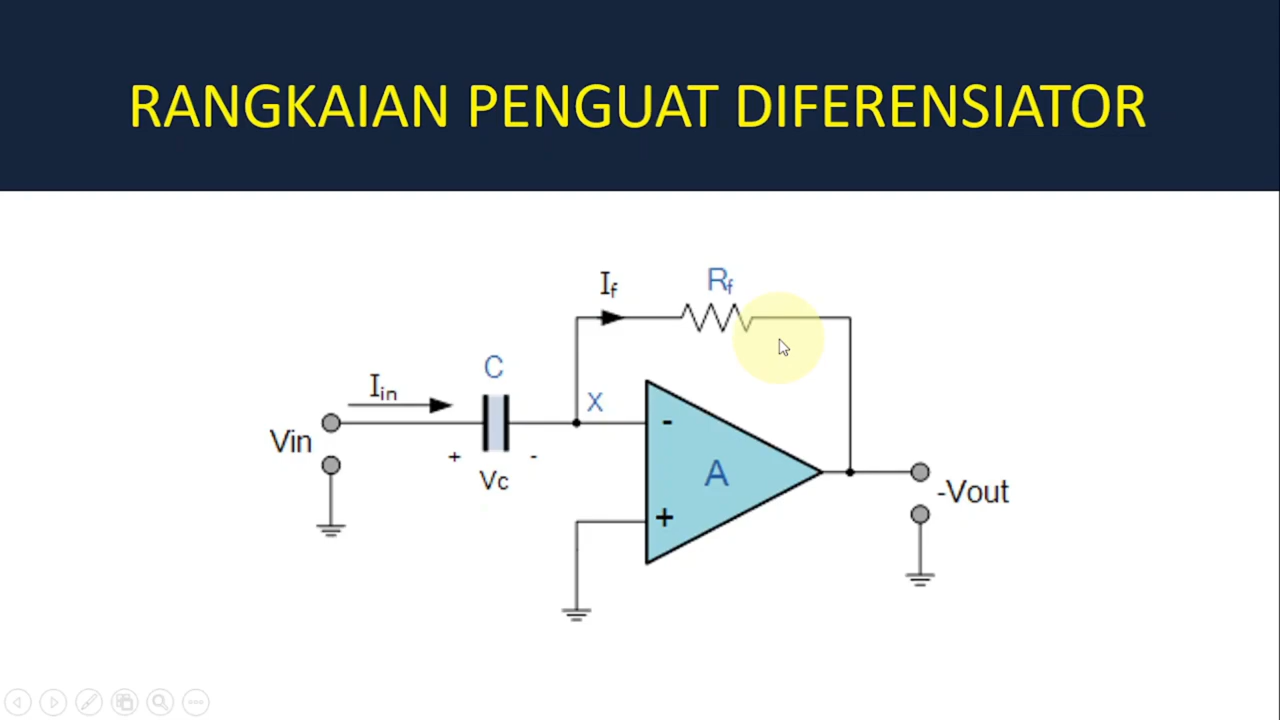 RANGKAIAN PENGUAT DIFERENSIATOR
If
Rf
C
Iin
X
Vin
+
-
Vc
-
A
+
-Vout